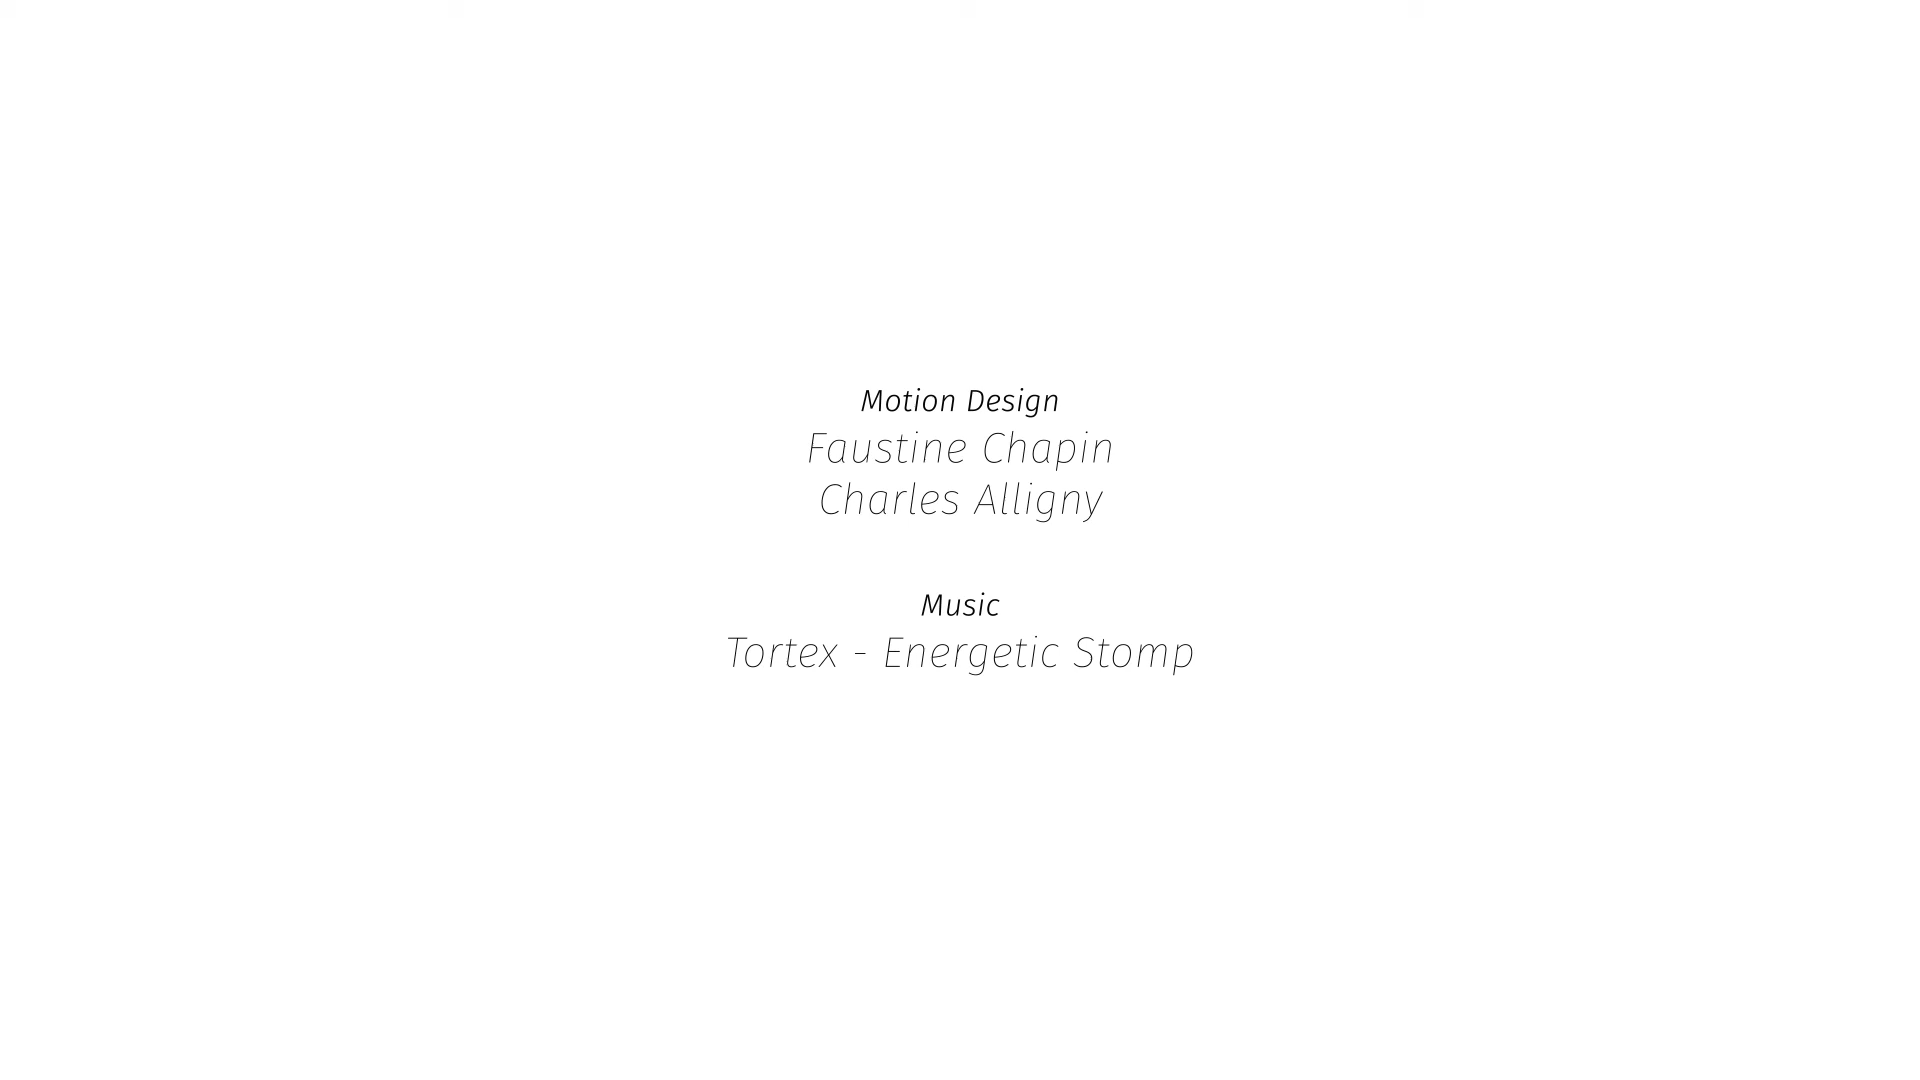 Motion Design
Faustine Chapin
Charles Alligny
Music
Tortex - Energetic Stomp